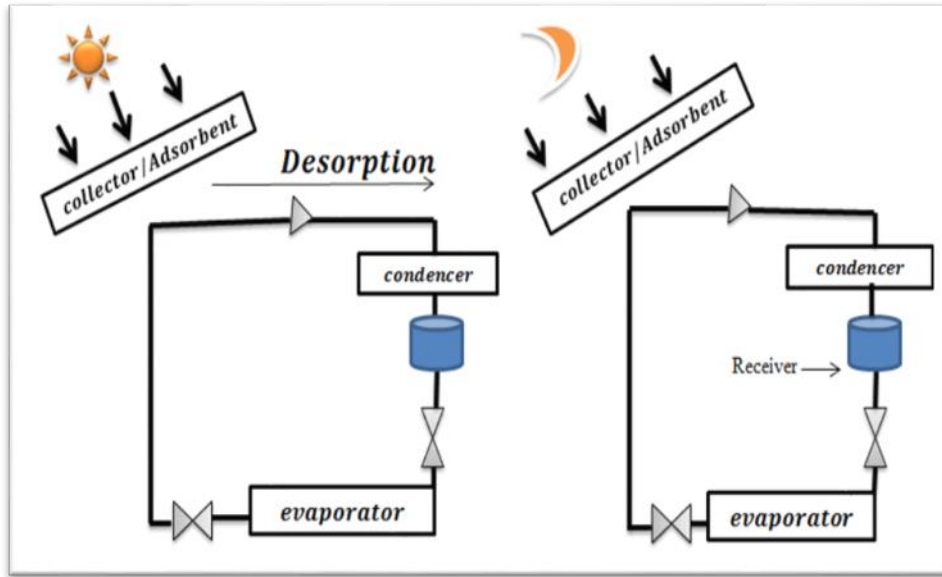 collector/Adsorbent
Desorption
condencer
evaporator
collector/Adsorbent
condencer
Receiver
evaporator